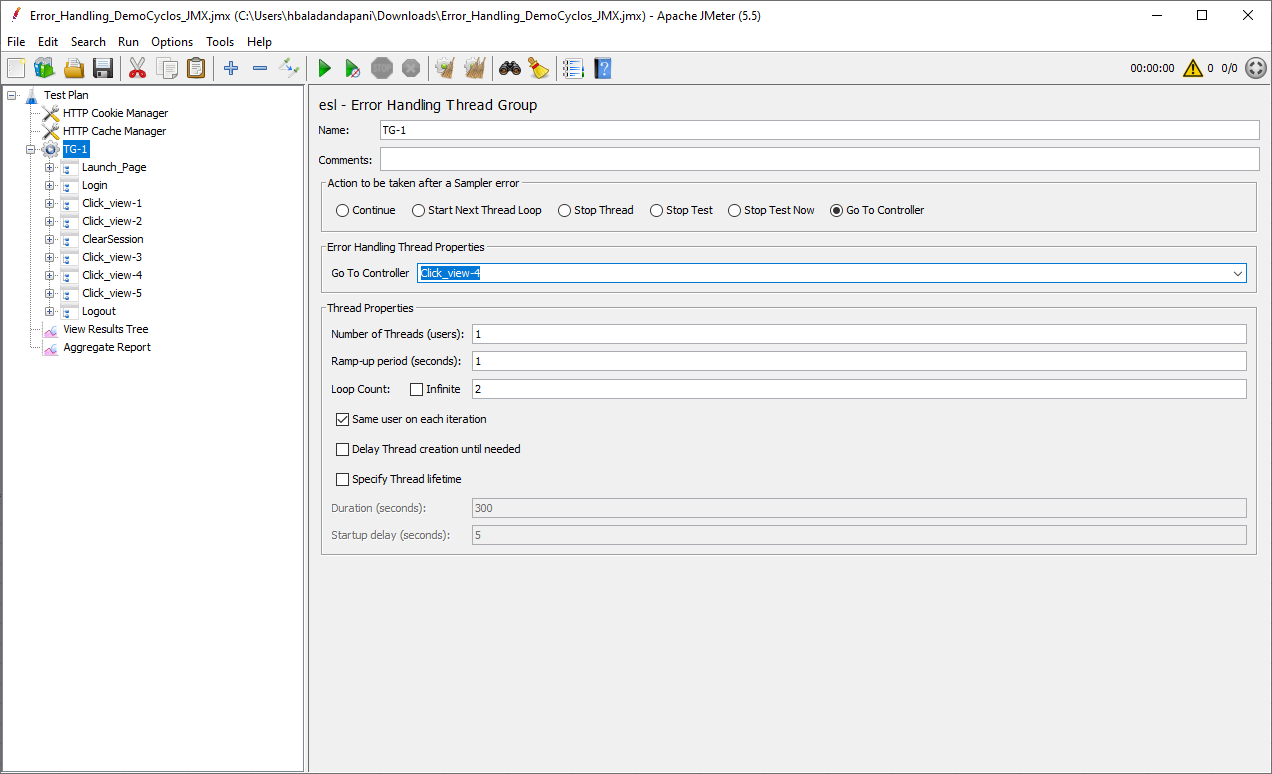 Error_Handling_DemoCyclos_JMX.jmx (C:\Users\hbaladandapani\Downloads\Error_Handling_DemoCyclos_JMX.jmx) - Apache JMeter (5.5)
File Edit Search Run Options Tools Help
STOP 00:00:00 0 0/0
Test Plan
HTTP Cookie Manager
HTTP Cache Manager
TG-1
Launch_Page
Login
Click_view-1
Click_view-2
ClearSession
Click_view-3
Click_view-4
Click_view-5
Logout
View Results Tree
Aggregate Report
esl - Error Handling Thread Group
Name: TG-1
Comments:
Action to be taken after a Sampler error
Continue Start Next Thread Loop Stop Thread Stop Test Stop Test Now Go To Controller
Error Handling Thread Properties
Go To Controller Click_view-4
Thread Properties
Number of Threads (users): 1
Ramp-up period (seconds): 1
Loop Count: Infinite 2
Same user on each iteration
Delay Thread creation until needed
Specify Thread lifetime
Duration (seconds): 300
Startup delay (seconds): 5